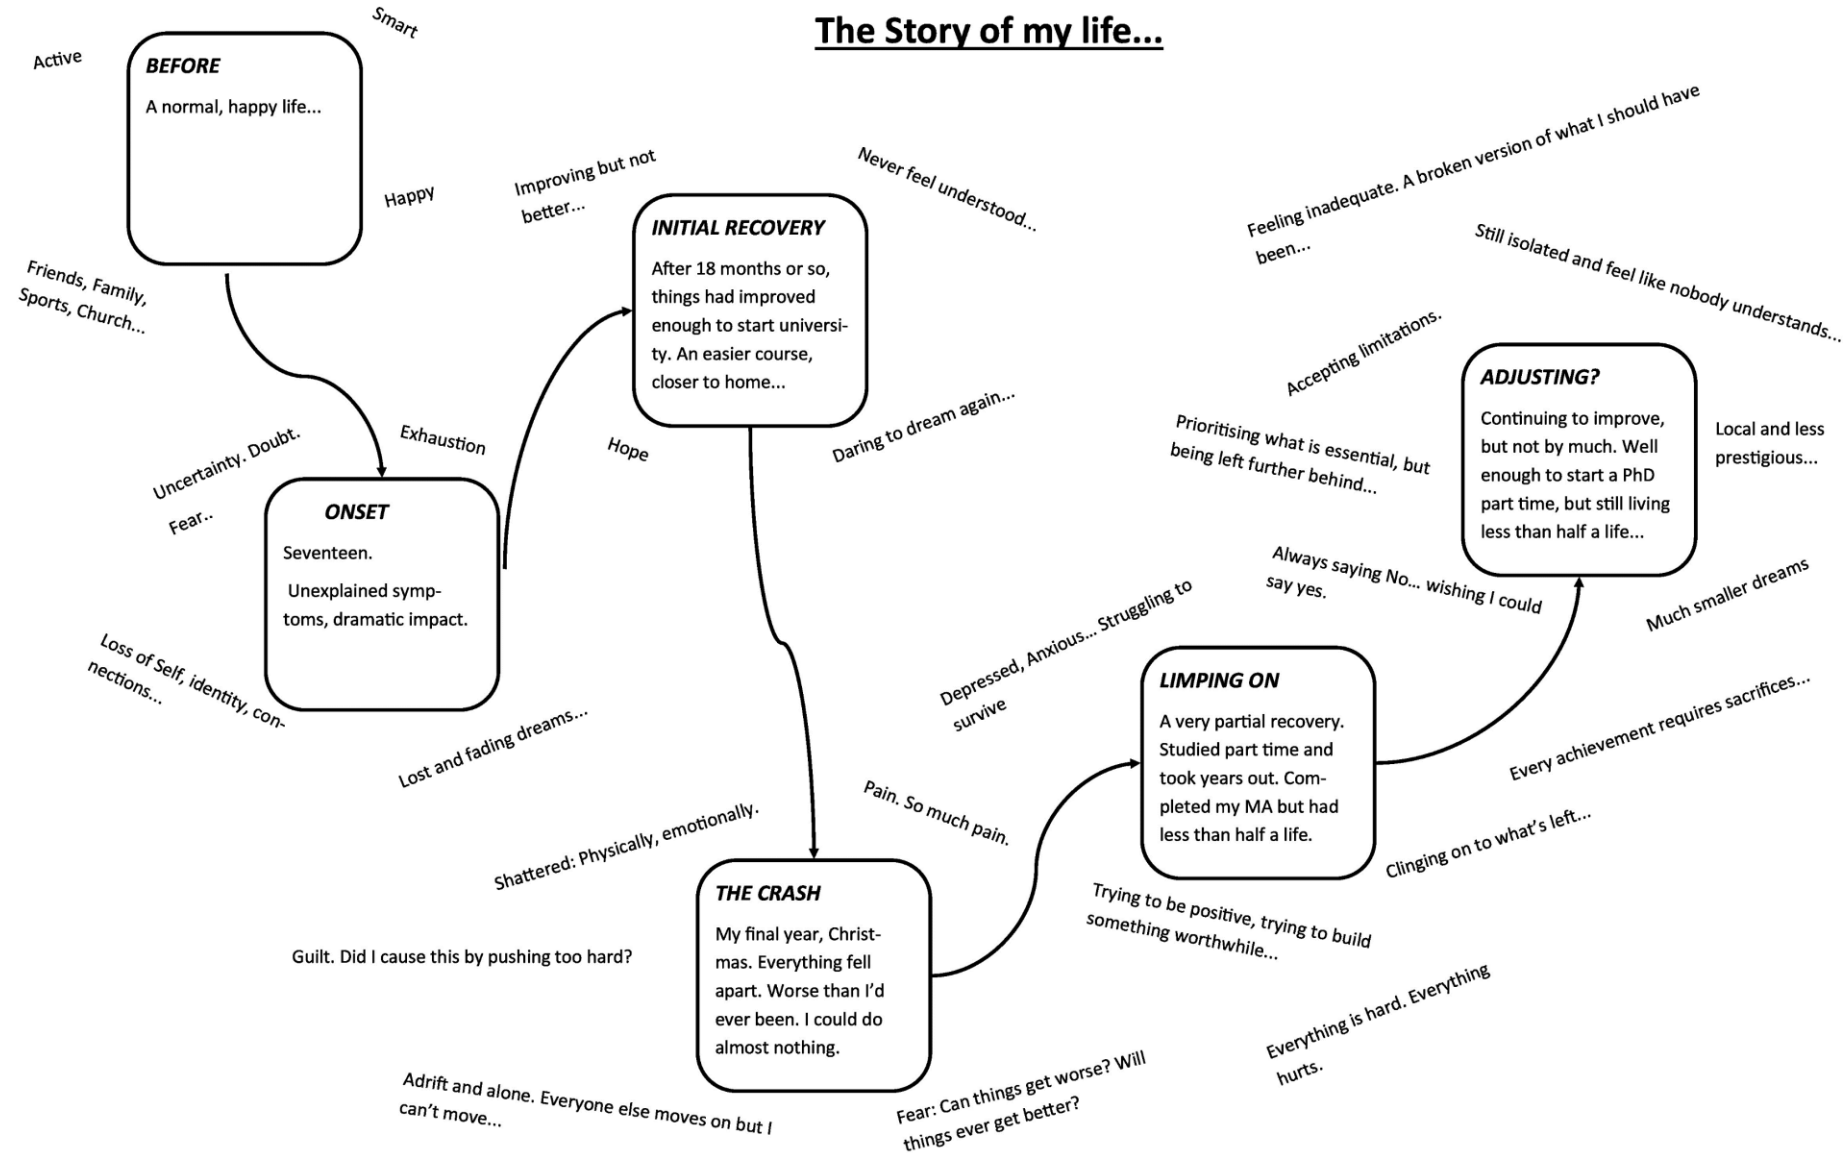 The Story of my life...
Smart
Active
BEFORE
A normal, happy life...
Happy
Friends, Family,
Sports, Church...
Uncertainty. Doubt.
Fear..
Exhaustion
ONSET
Seventeen.
Unexplained symp-
toms, dramatic impact.
Loss of Self, identity, con-
nections...
Lost and fading dreams...
Improving but not
better...
Never feel understood...
INITIAL RECOVERY
After 18 months or so,
things had improved
enough to start universi-
ty. An easier course,
closer to home...
Hope
Daring to dream again...
Shattered: Physically, emotionally.
Pain. So much pain.
THE CRASH
My final year, Christ-
mas. Everything fell
apart. Worse than I’d
ever been. I could do
almost nothing.
Guilt. Did I cause this by pushing too hard?
Adrift and alone. Everyone else moves on but I
can’t move...
Fear: Can things get worse? Will
things ever get better?
Depressed, Anxious... Struggling to
survive
LIMPING ON
A very partial recovery.
Studied part time and
took years out. Com-
pleted my MA but had
less than half a life.
Trying to be positive, trying to build
something worthwhile...
Everything is hard. Everything
hurts.
Clinging on to what’s left...
Every achievement requires sacrifices...
Feeling inadequate. A broken version of what I should have
been...
Still isolated and feel like nobody understands...
Accepting limitations.
Prioritising what is essential, but
being left further behind...
ADJUSTING?
Continuing to improve,
but not by much. Well
enough to start a PhD
part time, but still living
less than half a life...
Local and less
prestigious...
Always saying No... wishing I could
say yes.
Much smaller dreams